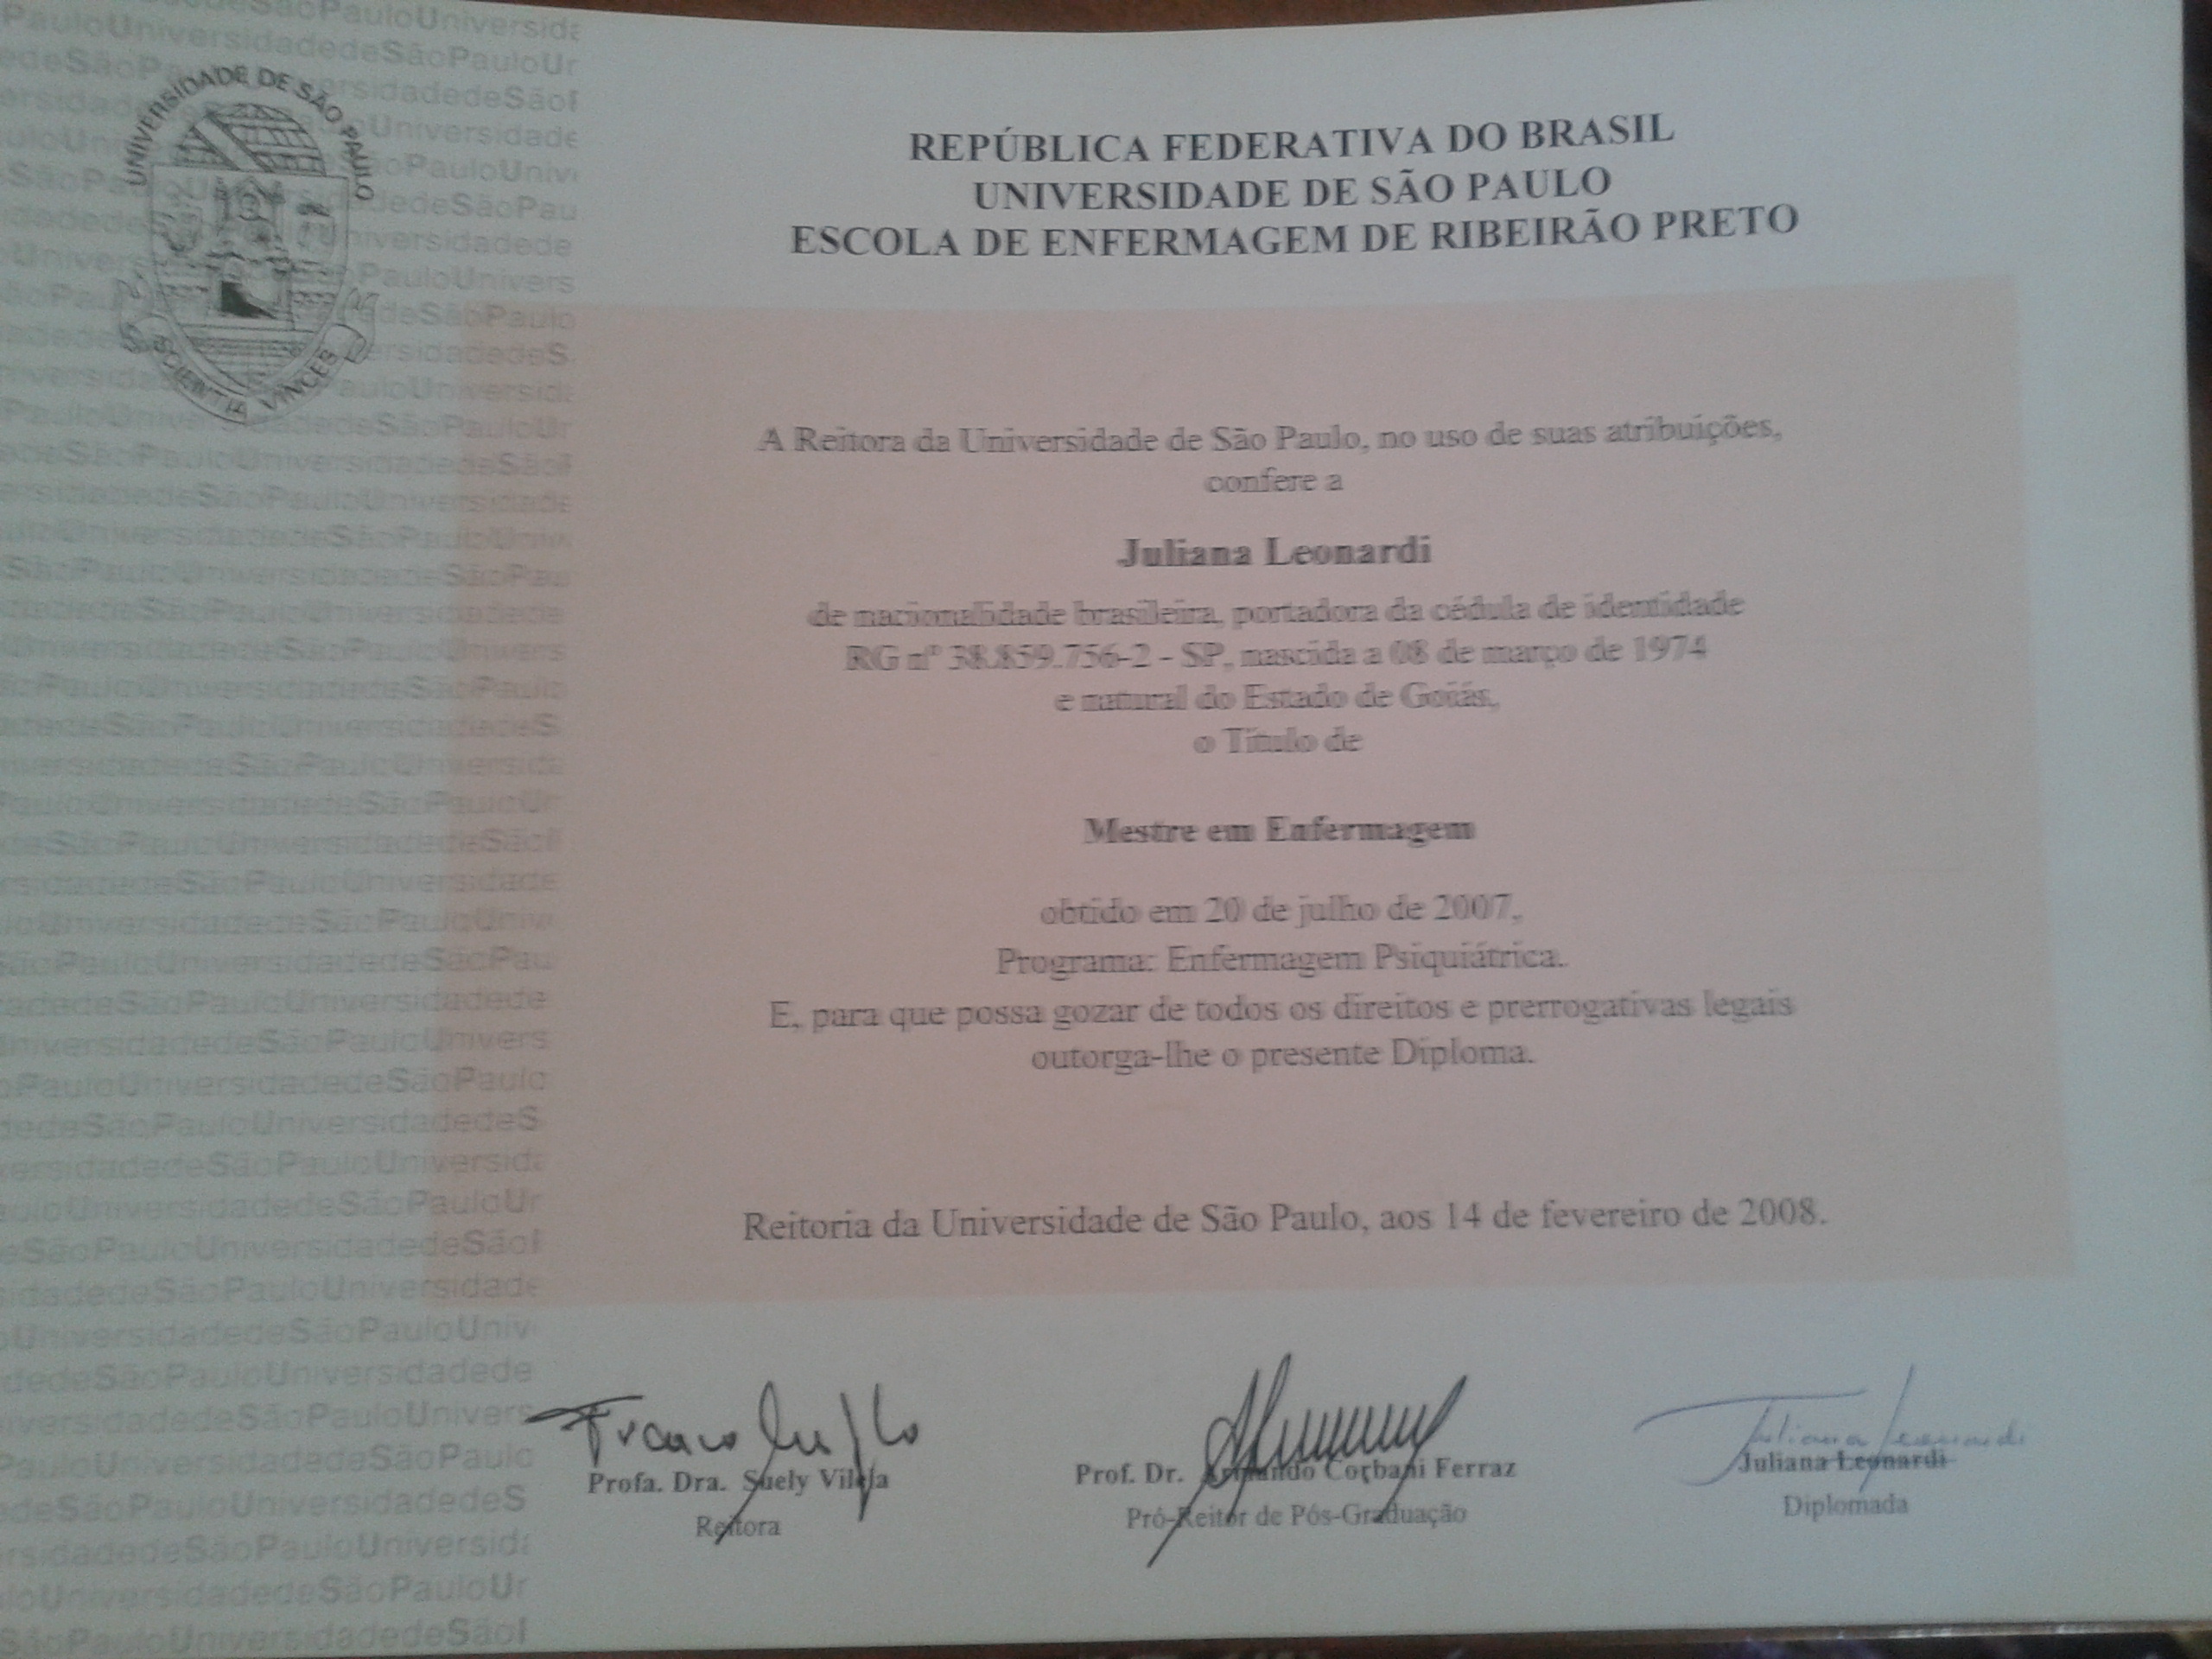 REPÚBLICA FEDERATIVA DO BRASIL
UNIVERSIDADE DE SÃO PAULO
ESCOLA DE ENFERMAGEM DE RIBEIRÃO PRETO
UNIVERSIDADE DE SÃO PAULO
SCIENTIA VINCES
A Reitora da Universidade de São Paulo, no uso de suas atribuições,
confere a
Juliana Leonardi
de nacionalidade brasileira, portadora da cédula de identidade
RG nº 38.859.756-2 - SP, nascida a 08 de março de 1974
e natural do Estado de Goiás,
o Título de
Mestre em Enfermagem
obtido em 20 de julho de 2007,
Programa: Enfermagem Psiquiátrica.
E, para que possa gozar de todos os direitos e prerrogativas legais
outorga-lhe o presente Diploma.
Reitoria da Universidade de São Paulo, aos 14 de fevereiro de 2008.
Profa. Dra. Suely Vilela
Reitora
Prof. Dr. Armando Corbani Ferraz
Pró-Reitor de Pós-Graduação
Juliana Leonardi
Juliana Leonardi
Diplomada